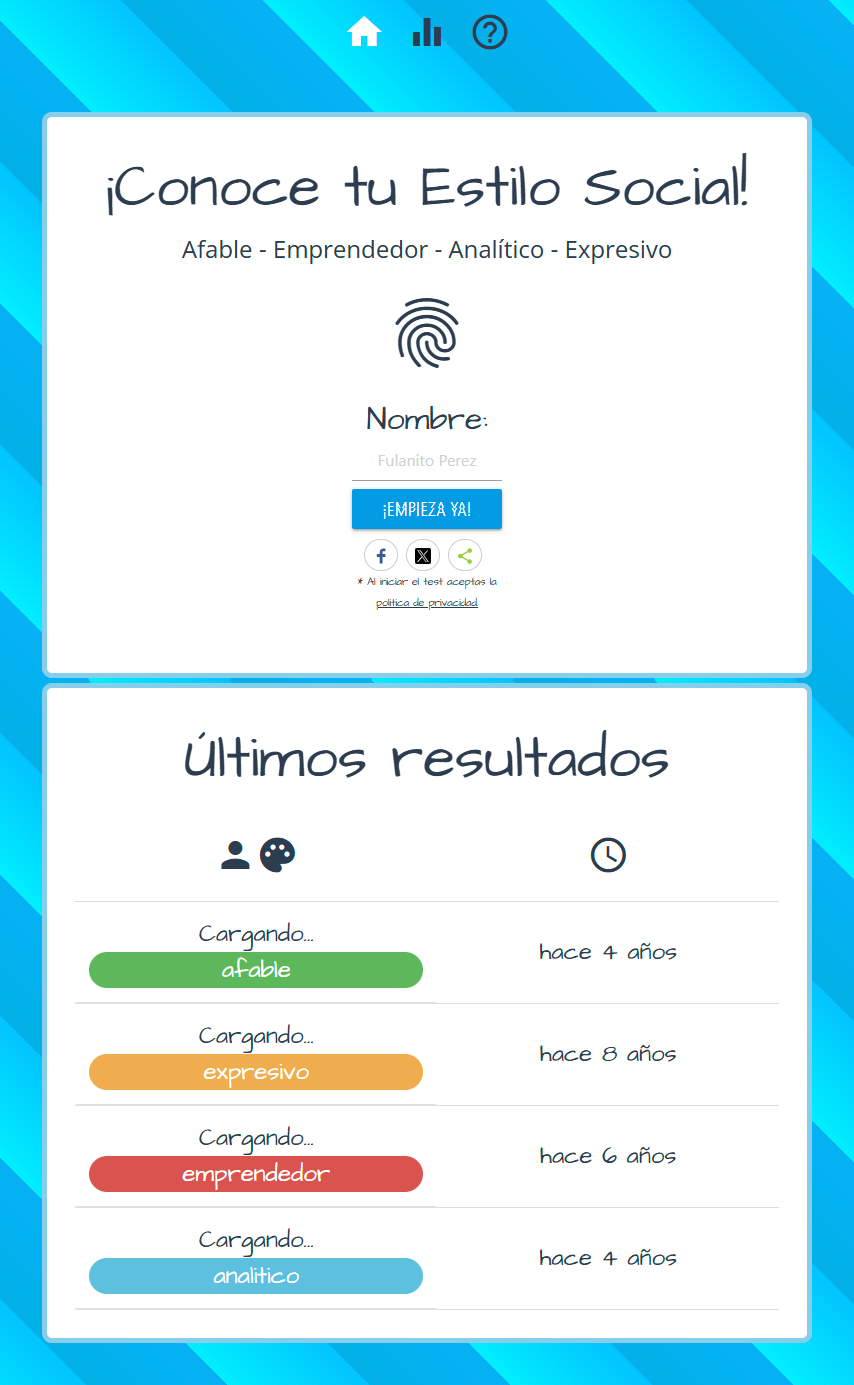 ¡Conoce tu Estilo Social!
Afable - Emprendedor - Analítico - Expresivo
Nombre:
Fulanito Perez
¡EMPIEZA YA!
* Al iniciar el test aceptas la
política de privacidad.
Últimos resultados
Cargando...
afable
hace 4 años
Cargando...
expresivo
hace 8 años
Cargando...
emprendedor
hace 6 años
Cargando...
analitico
hace 4 años